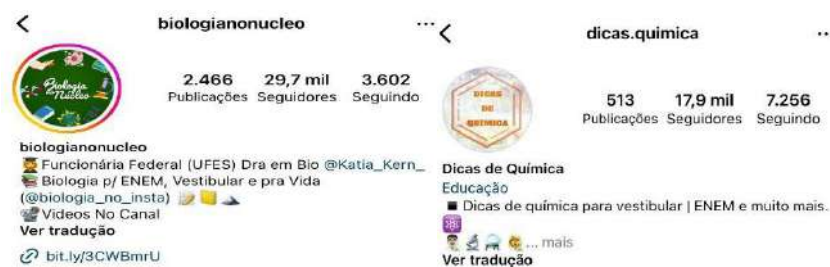 biologianonucleo
Biologia
no Núcleo
2.466 29,7 mil 3.602
Publicações Seguidores Seguindo
biologianonucleo
Funcionária Federal (UFES) Dra em Bio @Katia_Kern_
Biologia p/ ENEM, Vestibular e pra Vida
(@biologia_no_insta)
Videos No Canal
Ver tradução
bit.ly/3CWBmrU
dicas.quimica
DICAS
DE
QUÍMICA
513 17,9 mil 7.256
Publicações Seguidores Seguindo
Dicas de Química
Educação
Dicas de química para vestibular | ENEM e muito mais.
... mais
Ver tradução